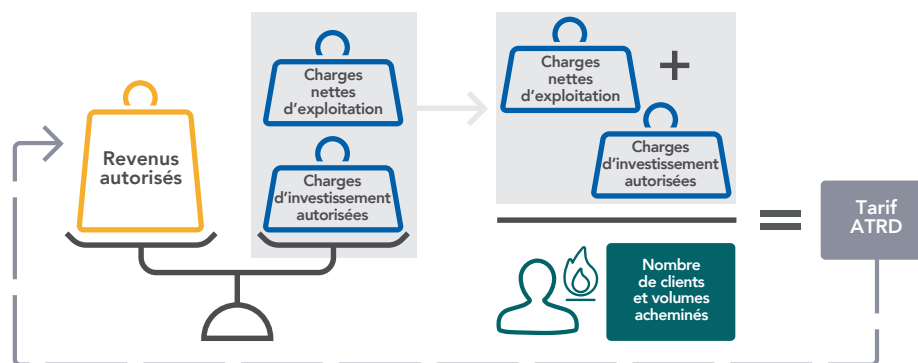 Revenus
autorisés
Charges
nettes
d'exploitation
Charges
d'investissement
autorisées
Charges
nettes
d'exploitation
+
Charges
d'investissement
autorisées
=
Nombre
de clients
et volumes
acheminés
Tarif
ATRD